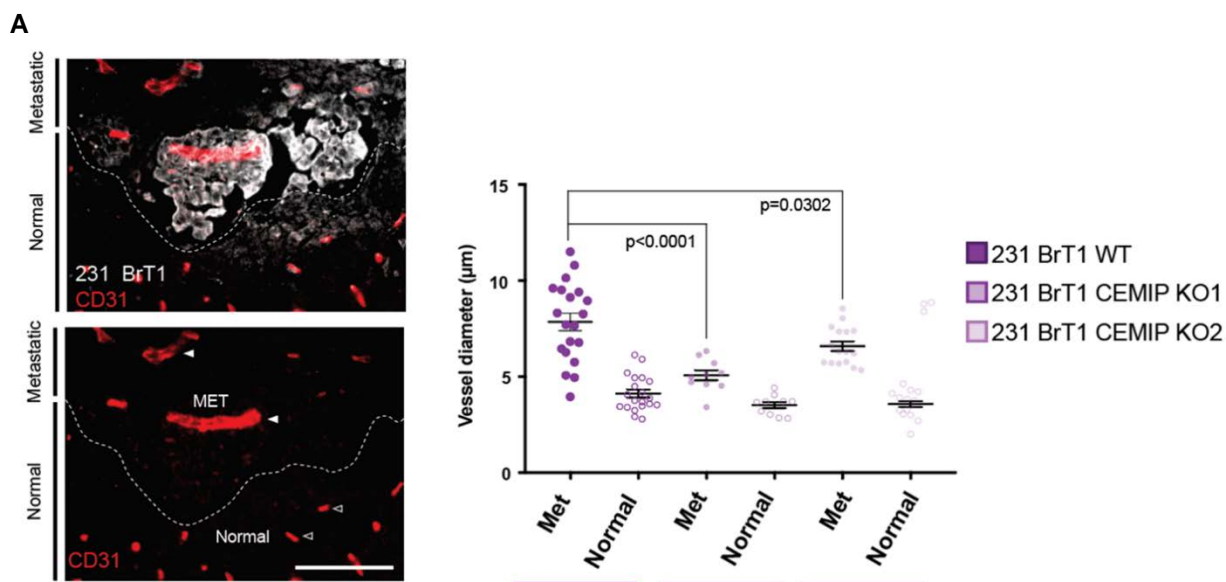 A
Metastatic
Normal
231 BrT1
CD31
Metastatic
Normal
MET
Normal
CD31
Vessel diameter (μm)
15
10
5
0
p=0.0302
p<0.0001
Met
Normal
Met
Normal
Met
Normal
231 BrT1 WT
231 BrT1 CEMIP KO1
231 BrT1 CEMIP KO2